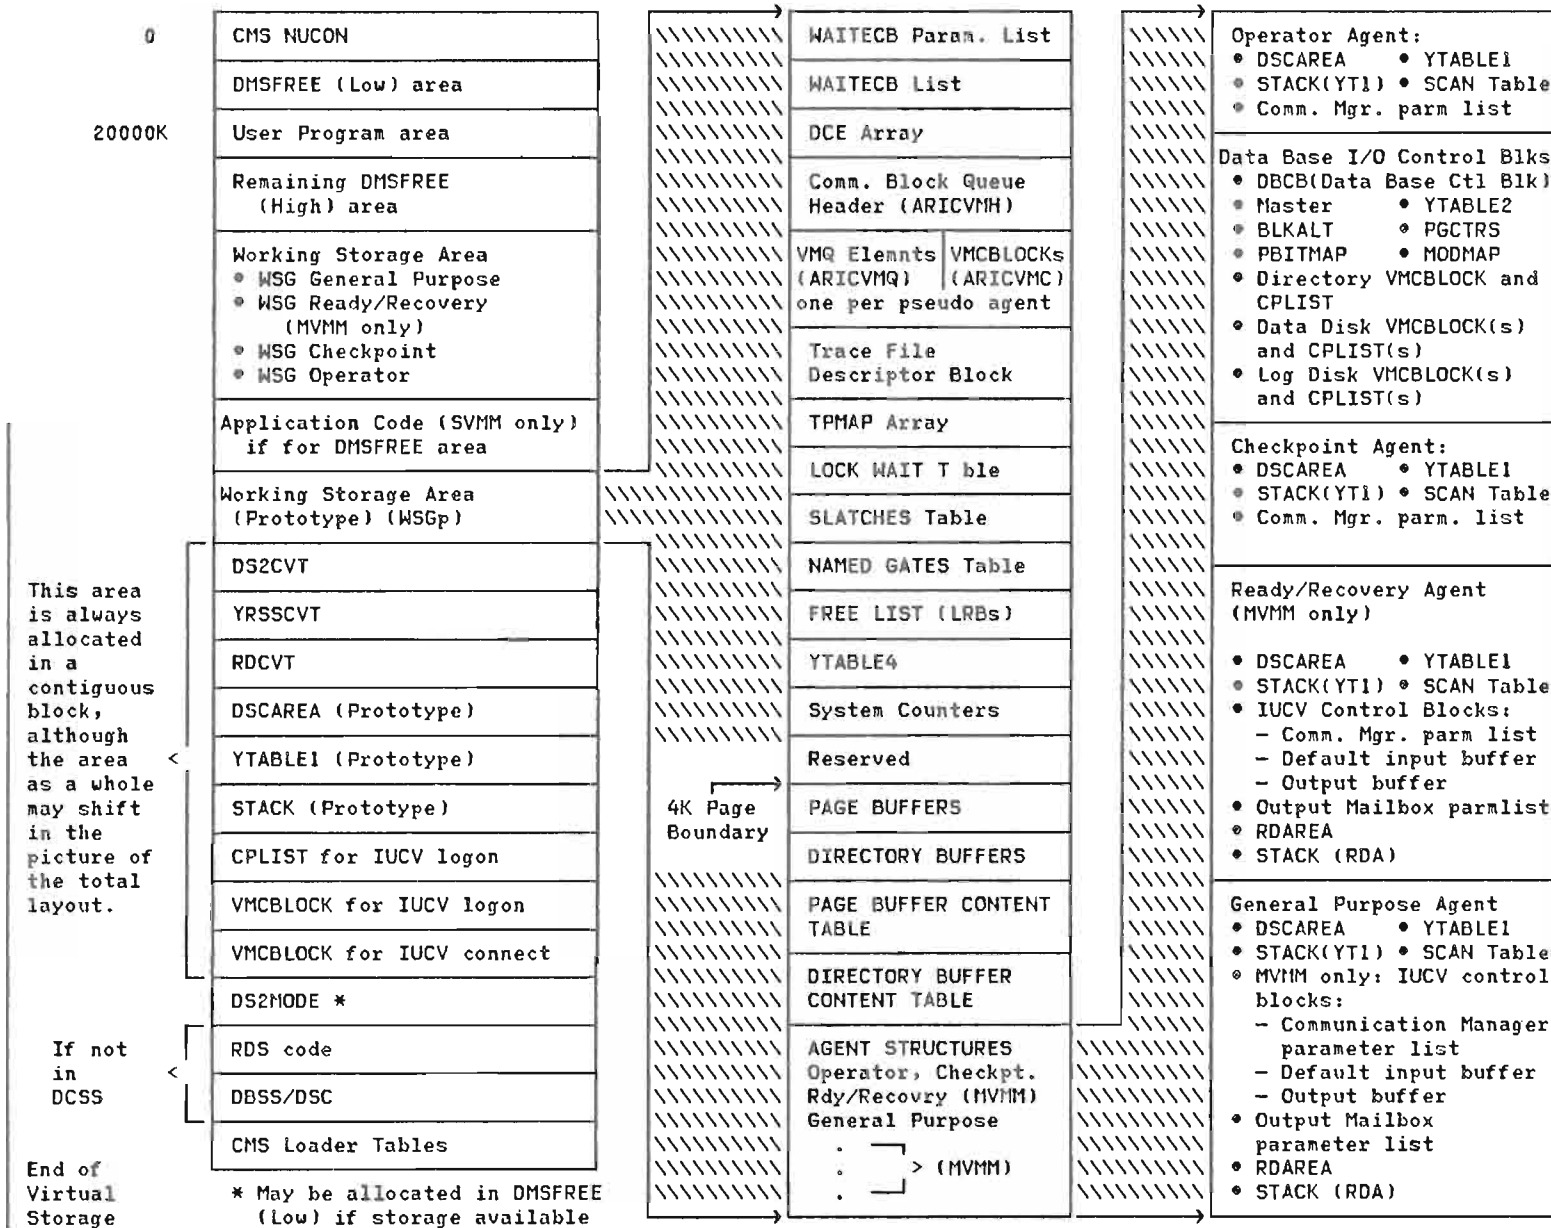 0
CMS NUCON
DMSFREE (Low) area
20000K
User Program area
Remaining DMSFREE
(High) area
Working Storage Area
• WSG General Purpose
• WSG Ready/Recovery
(MVMM only)
• WSG Checkpoint
• WSG Operator
Application Code (SVMM only)
if for DMSFREE area
Working Storage Area
(Prototype) (WSGp)
DS2CVT
YRSSCVT
RDCVT
DSCAREA (Prototype)
YTABLE1 (Prototype)
STACK (Prototype)
CPLIST for IUCV logon
VMCBLOCK for IUCV logon
VMCBLOCK for IUCV connect
This area
is always
allocated
in a
contiguous
block,
although
the area <
as a whole
may shift
in the
picture of
the total
layout.
DS2MODE *
If not
in <
DCSS
RDS code
DBSS/DSC
CMS Loader Tables
End of
Virtual
Storage
* May be allocated in DMSFREE
(Low) if storage available
WAITECB Param. List
WAITECB List
DCE Array
Comm. Block Queue
Header (ARICVMH)
VMQ Elemnts VMCBLOCKs
(ARICVMQ) (ARICVMC)
one per pseudo agent
Trace File
Descriptor Block
TPMAP Array
LOCK WAIT T ble
SLATCHES Table
NAMED GATES Table
FREE LIST (LRBs)
YTABLE4
System Counters
Reserved
4K Page
Boundary
PAGE BUFFERS
DIRECTORY BUFFERS
PAGE BUFFER CONTENT
TABLE
DIRECTORY BUFFER
CONTENT TABLE
AGENT STRUCTURES
Operator, Checkpt.
Rdy/Recovry (MVMM)
General Purpose
.
. > (MVMM)
.
Operator Agent:
• DSCAREA • YTABLE1
• STACK(YT1) • SCAN Table
• Comm. Mgr. parm list
Data Base I/O Control Blks
• DBCB(Data Base Ctl Blk)
• Master • YTABLE2
• BLKALT • PGCTRS
• PBITMAP • MODMAP
• Directory VMCBLOCK and
CPLIST
• Data Disk VMCBLOCK(s)
and CPLIST(s)
• Log Disk VMCBLOCK(s)
and CPLIST(s)
Checkpoint Agent:
• DSCAREA • YTABLE1
• STACK(YT1) • SCAN Table
• Comm. Mgr. parm. list
Ready/Recovery Agent
(MVMM only)
• DSCAREA • YTABLE1
• STACK(YT1) • SCAN Table
• IUCV Control Blocks:
- Comm. Mgr. parm list
- Default input buffer
- Output buffer
• Output Mailbox parmlist
• RDAREA
• STACK (RDA)
General Purpose Agent
• DSCAREA • YTABLE1
• STACK(YT1) • SCAN Table
• MVMM only: IUCV control
blocks:
- Communication Manager
parameter list
- Default input buffer
- Output buffer
• Output Mailbox
parameter list
• RDAREA
• STACK (RDA)